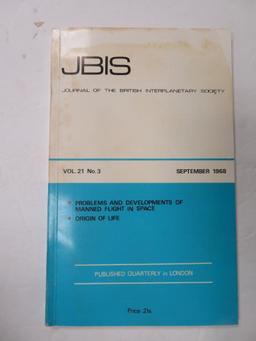 JBIS
JOURNAL OF THE BRITISH INTERPLANETARY SOCIETY
VOL. 21 No. 3 SEPTEMBER 1968
• PROBLEMS AND DEVELOPMENTS OF
MANNED FLIGHT IN SPACE
• ORIGIN OF LIFE
PUBLISHED QUARTERLY in LONDON
Price 21s.